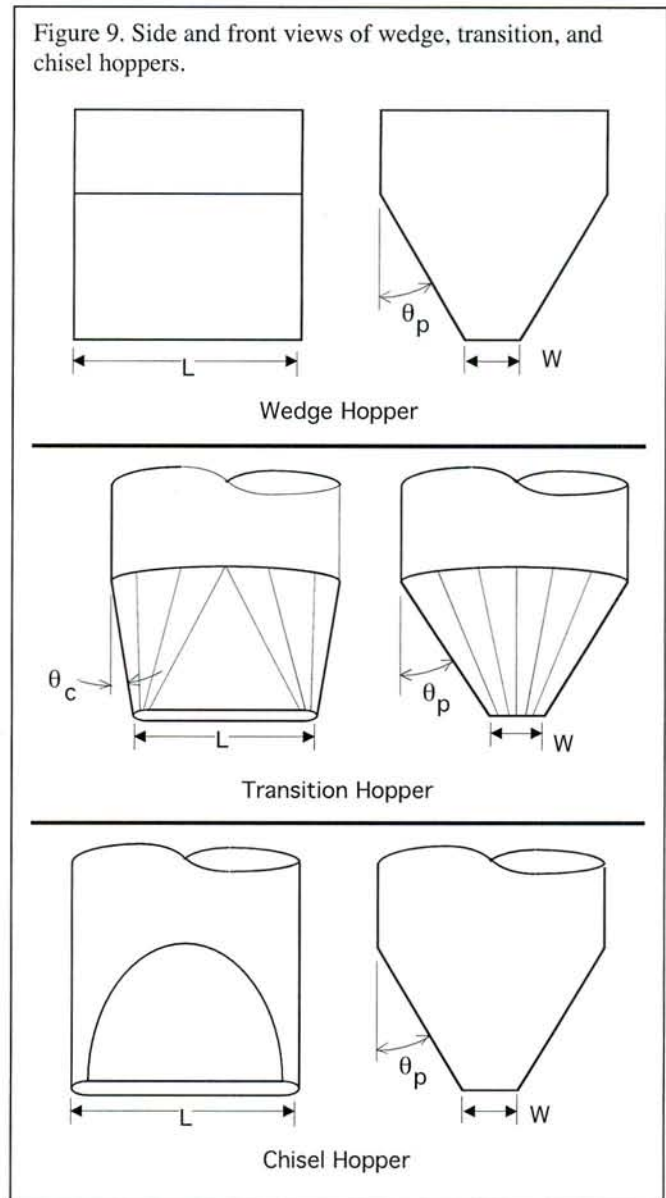 Figure 9. Side and front views of wedge, transition, and
chisel hoppers.
θp
L
W
Wedge Hopper
θc
θp
L
W
Transition Hopper
θp
L
W
Chisel Hopper